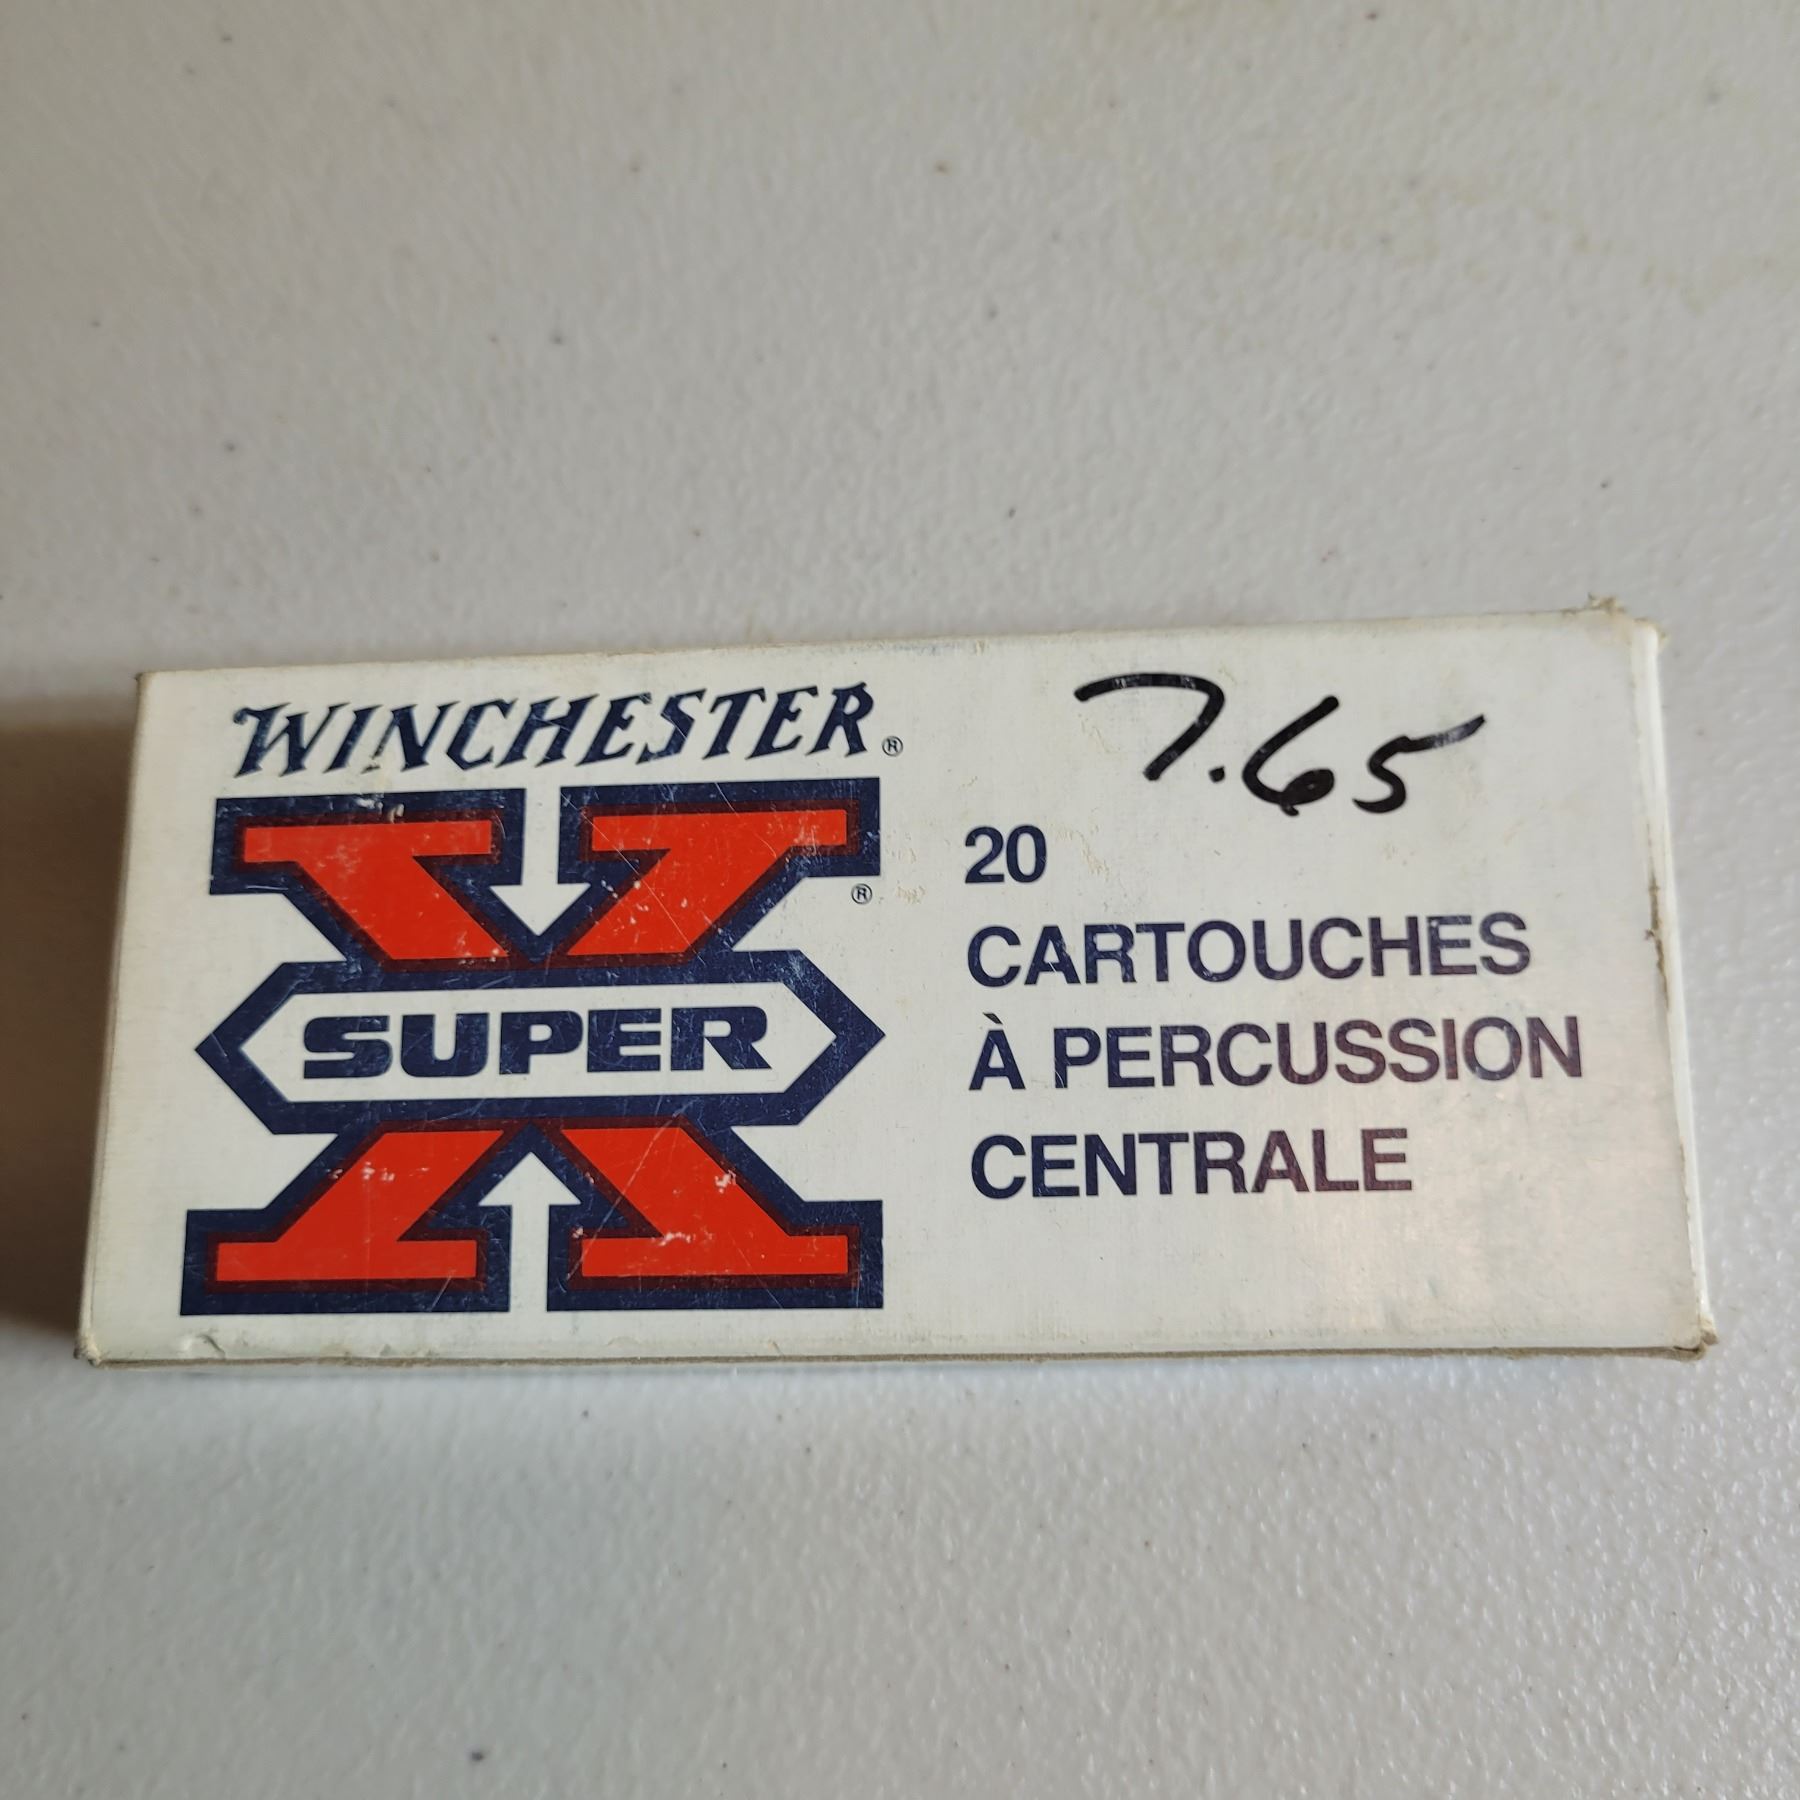 WINCHESTER®
7.65
X®
SUPER
20
CARTOUCHES
À PERCUSSION
CENTRALE